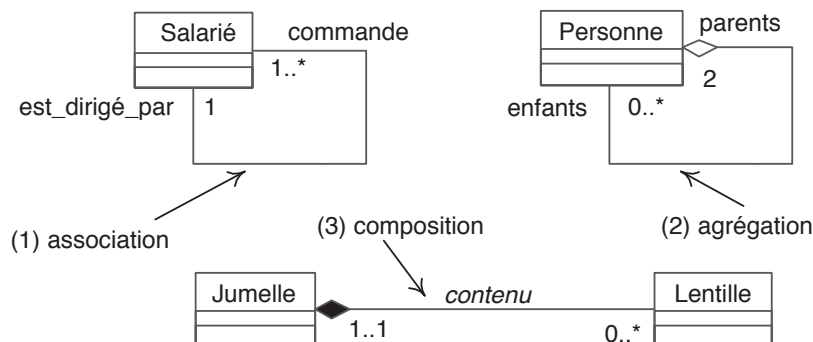 Salarié
commande
1..*
est_dirigé_par
1
Personne
parents
2
enfants
0..*
(1) association
(3) composition
(2) agrégation
Jumelle
contenu
Lentille
1..1
0..*